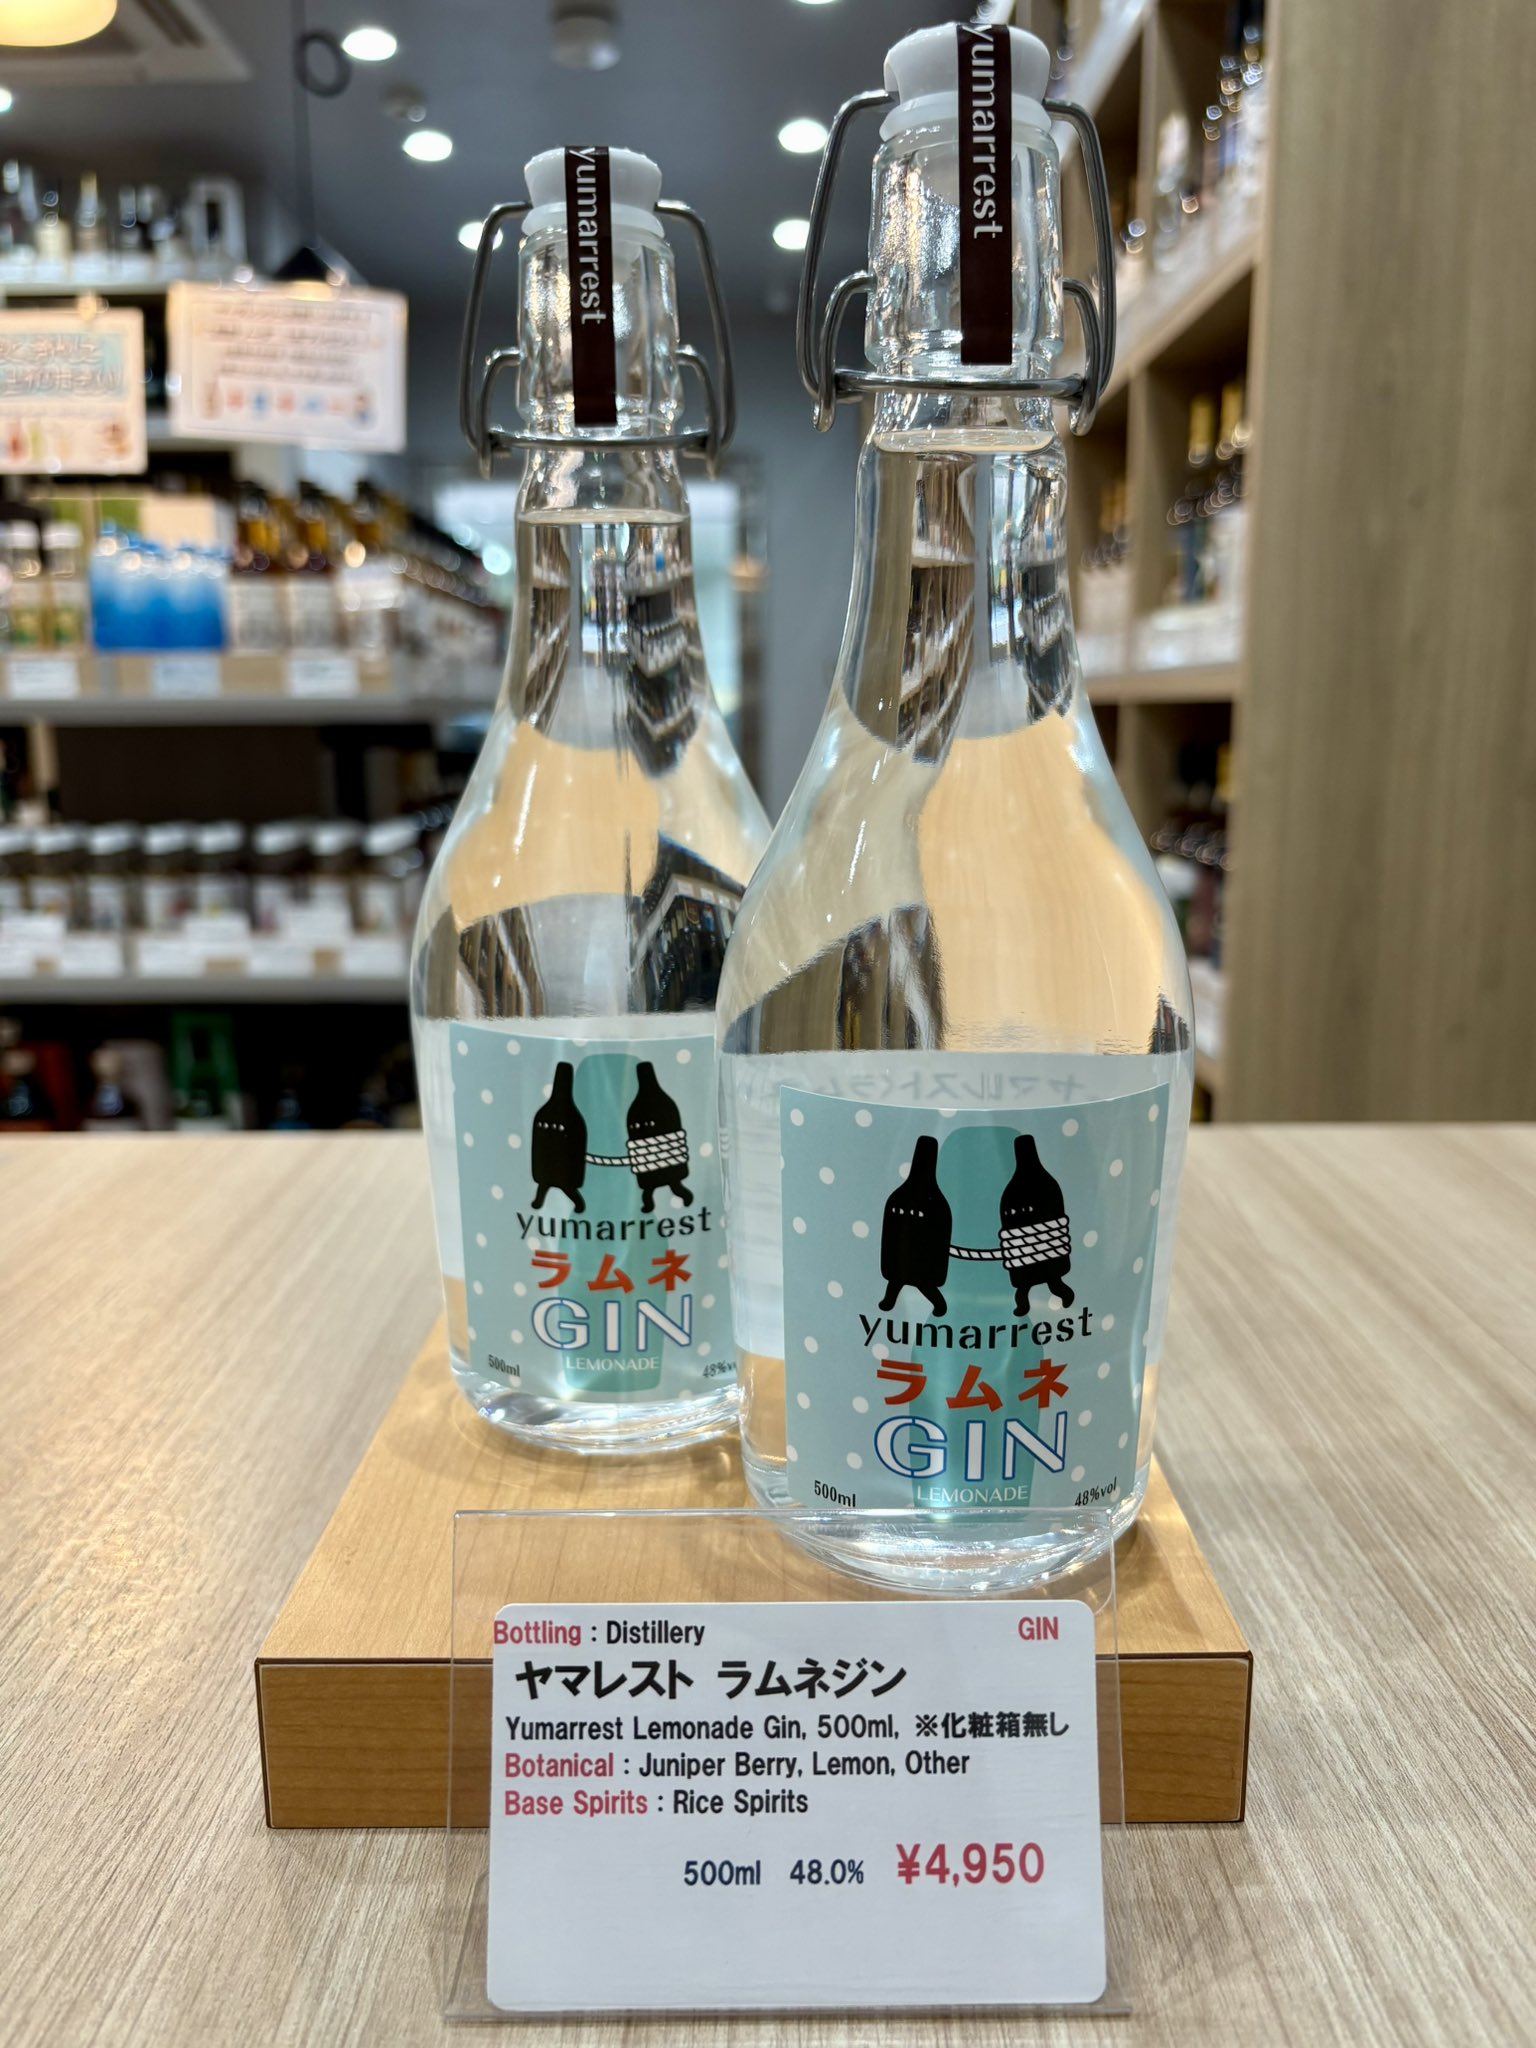 yumarrest
yumarrest
yumarrest
ラムネ
GIN
LEMONADE
500ml
48%vo
yumarrest
ラムネ
GIN
LEMONADE
500ml
48%vol
Bottling : Distillery
GIN
ヤマレスト ラムネジン
Yumarrest Lemonade Gin, 500ml, ※化粧箱無し
Botanical : Juniper Berry, Lemon, Other
Base Spirits : Rice Spirits
500ml 48.0% ¥4,950